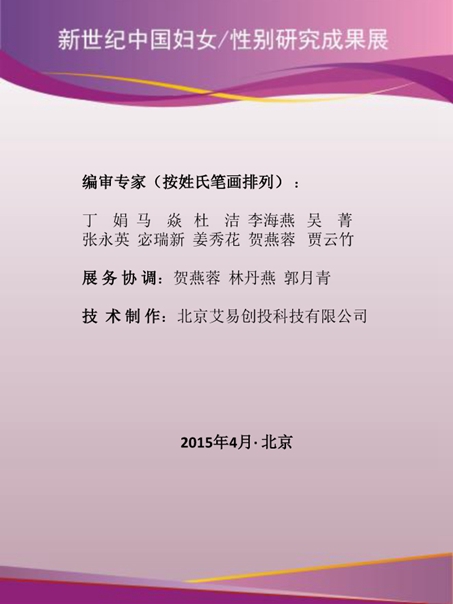 新世纪中国妇女/性别研究成果展
编审专家（按姓氏笔画排列）：
丁 娟 马 焱 杜 洁 李海燕 吴 菁
张永英 宓瑞新 姜秀花 贺燕蓉 贾云竹
展务协调：贺燕蓉 林丹燕 郭月青
技术制作：北京艾易创投科技有限公司
2015年4月·北京